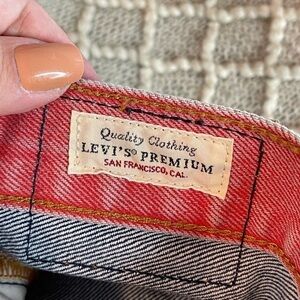 Quality Clothing
LEVI'S® PREMIUM
SAN FRANCISCO, CAL.